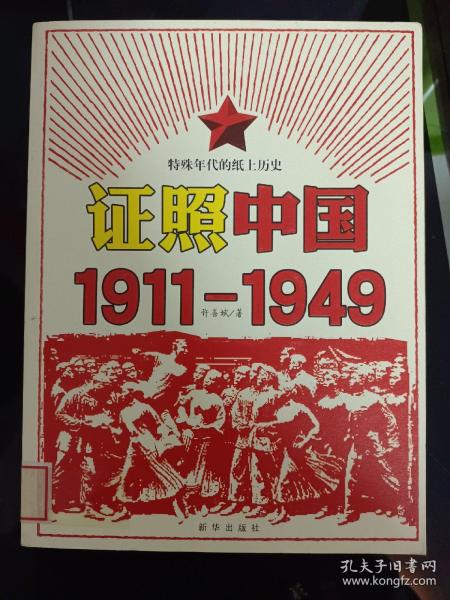 特殊年代的纸上历史
证照中国
1911-1949
许善斌/著
新华出版社
孔夫子旧书网
www.kongfz.com